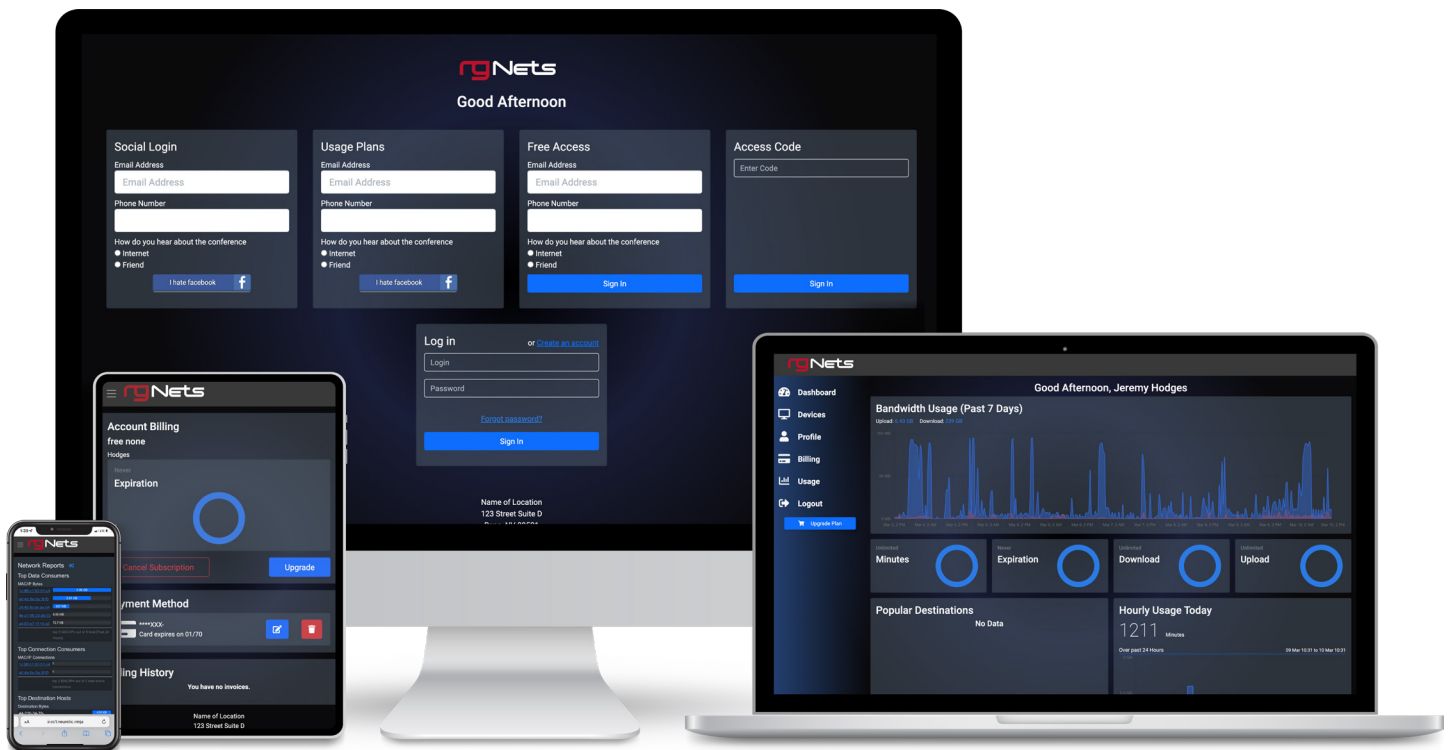 rgNets
Good Afternoon
Social Login
Email Address
Email Address
Phone Number
How do you hear about the conference
Internet
Friend
I hate facebook
f
Usage Plans
Email Address
Email Address
Phone Number
How do you hear about the conference
Internet
Friend
I hate facebook
f
Free Access
Email Address
Email Address
Phone Number
How do you hear about the conference
Internet
Friend
Sign In
Access Code
Enter Code
Sign In
Log in or Create an account
Login
Password
Forgot password?
Sign In
Name of Location
123 Street Suite D
rgNets
Account Billing
free none
Hodges
Never
Expiration
Cancel Subscription
Upgrade
yment Method
****XXX-
Card expires on 01/70
ling History
You have no invoices.
Name of Location
123 Street Suite D
rgNets
Network Reports
Top Data Consumers
MAC/IP Bytes
Top Connection Consumers
MAC/IP Connections
Top Destination Hosts
Destination Bytes
AA
rgNets
Dashboard
Devices
Profile
Billing
Usage
Logout
Upgrade Plan
Good Afternoon, Jeremy Hodges
Bandwidth Usage (Past 7 Days)
Upload: Download:
Unlimited
Minutes
Never
Expiration
Unlimited
Download
Unlimited
Upload
Popular Destinations
No Data
Hourly Usage Today
1211 Minutes
Over past 24 Hours
09 Mar 10:31 to 10 Mar 10:31